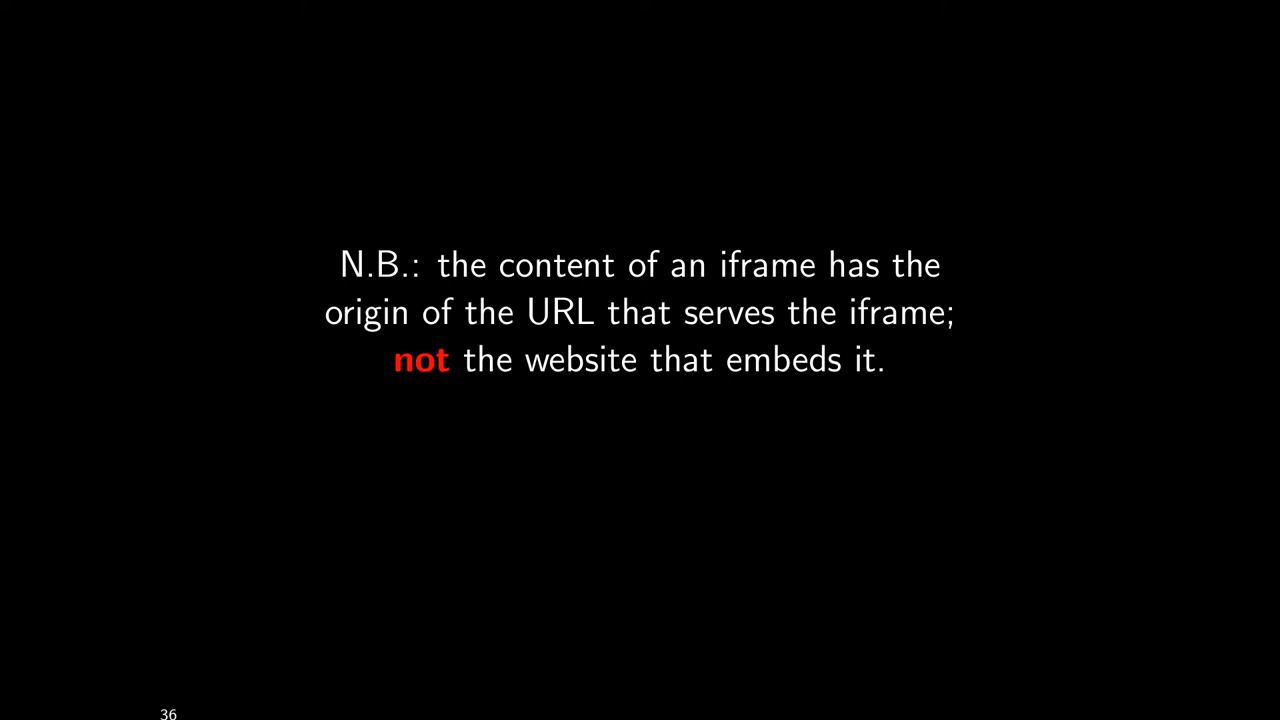 N.B.: the content of an iframe has the
origin of the URL that serves the iframe;
not the website that embeds it.
36